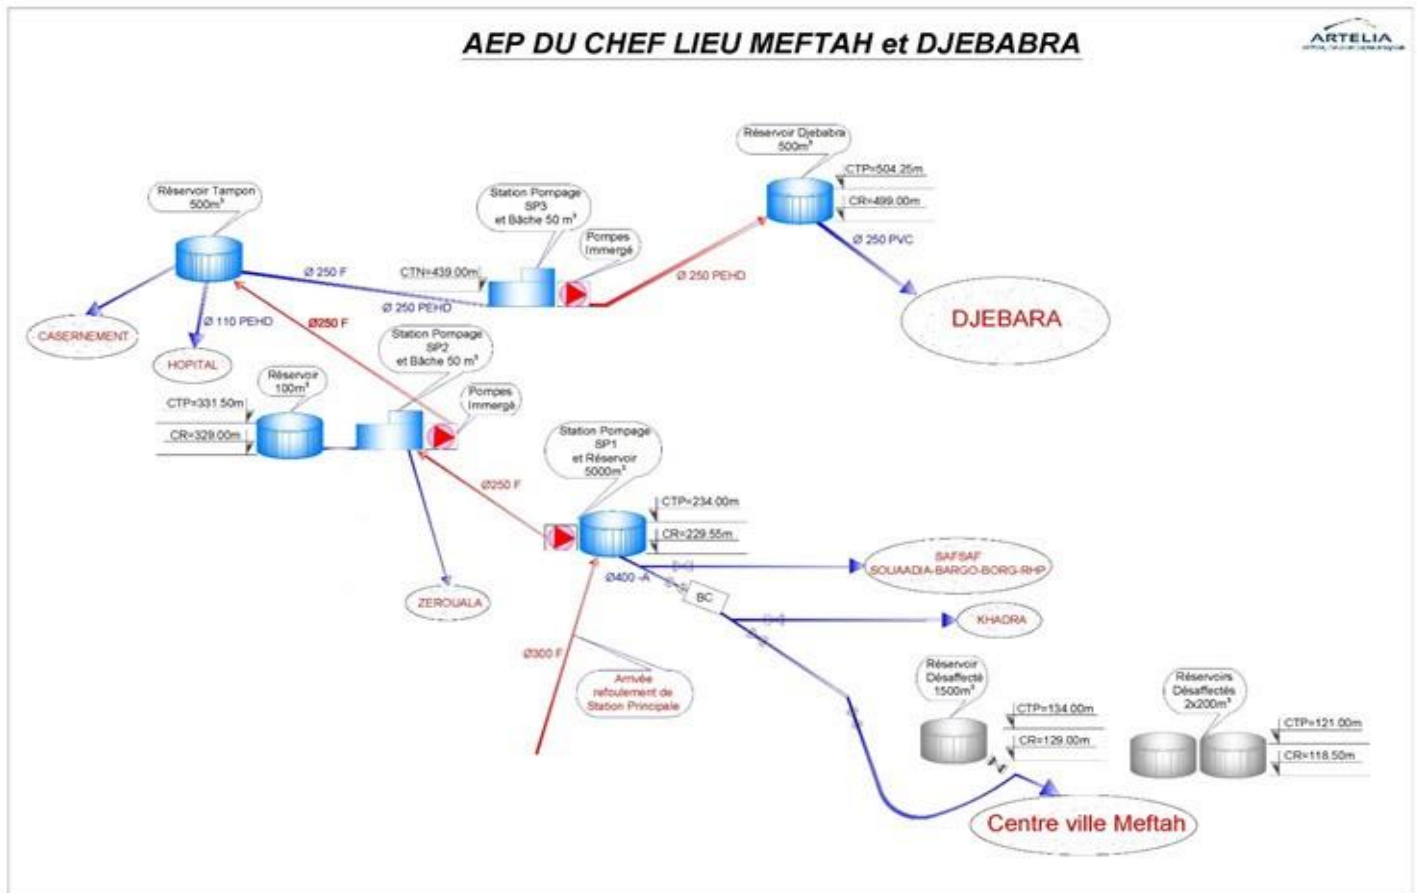 AEP DU CHEF LIEU MEFTAH et DJEBABRA
ARTELIA
Réservoir Djebabra
500m³
CTP=504.25m
CR=499.00m
Ø 250 PVC
DJEBARA
Réservoir Tampon
500m³
Station Pompage
SP3
et Bâche 50 m³
Pompes
Immergé
CTN=439.00m
Ø 250 F
Ø 250 PEHD
Ø 250 PEHD
CASERNEMENT
Ø 110 PEHD
HOPITAL
Ø250 F
Station Pompage
SP2
et Bâche 50 m³
Pompes
Immergé
Réservoir
100m³
CTP=331.50m
CR=329.00m
Station Pompage
SP1
et Réservoir
5000m³
Ø250 F
CTP=234.00m
CR=229.55m
Ø400 -A
BC
SAFSAF
SOUAADIA-BARGO-BORG-RHP
KHADRA
ZEROUALA
Ø300 F
Arrivée
refoulement de
Station Principale
Réservoir
Désaffecté
1500m³
CTP=134.00m
CR=129.00m
Réservoirs
Désaffectés
2x200m³
CTP=121.00m
CR=118.50m
Centre ville Meftah